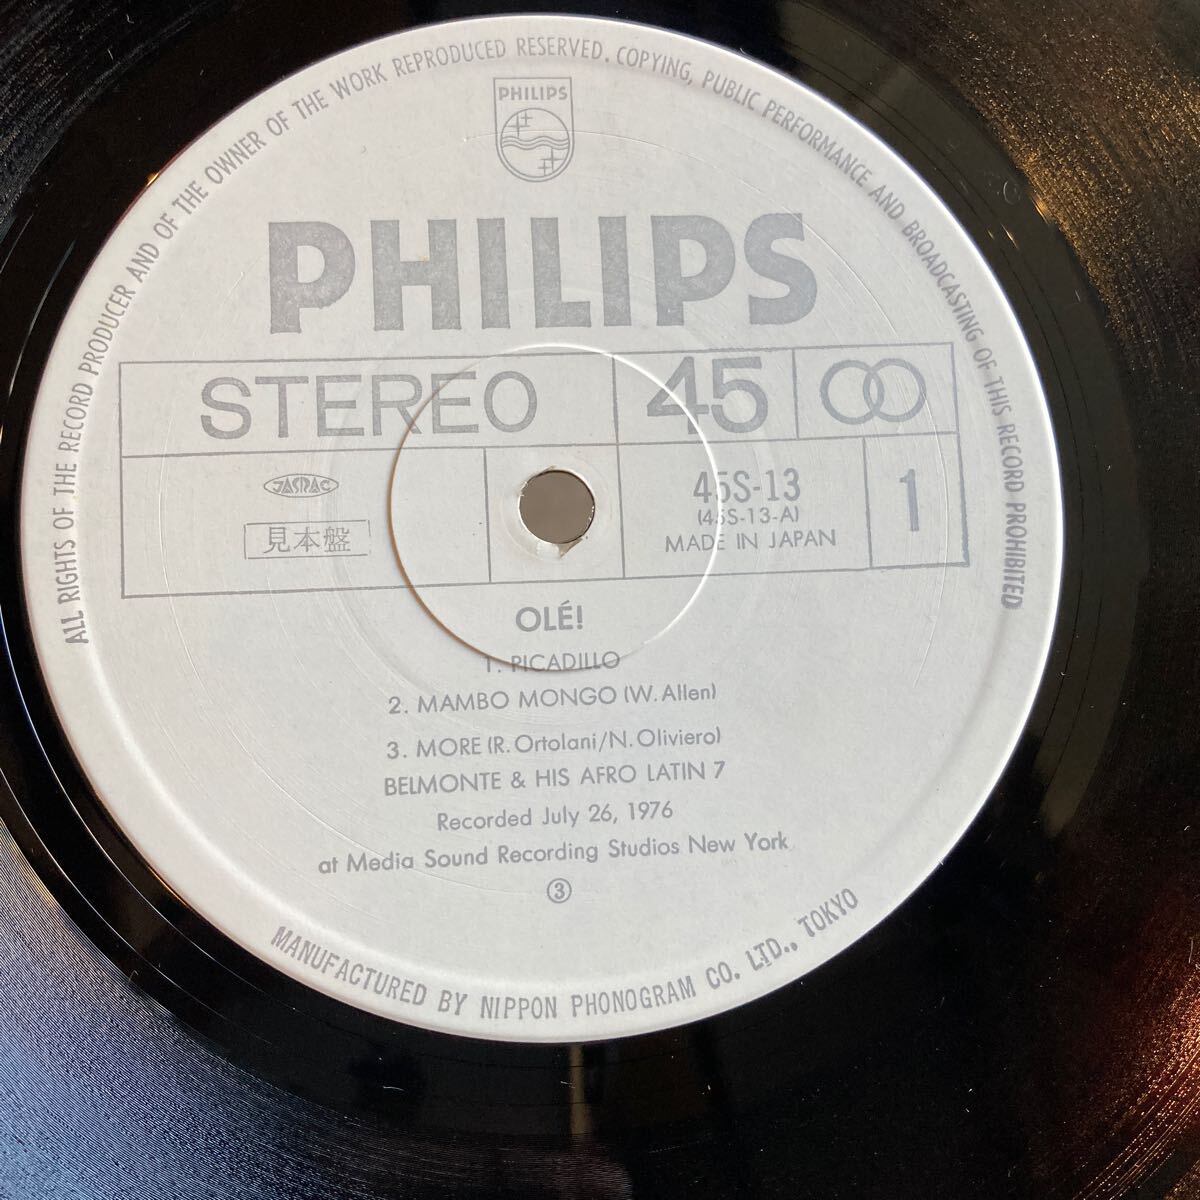 ALL RIGHTS OF THE RECORD PRODUCER AND OF THE OWNER OF THE WORK REPRODUCED RESERVED. COPYING, PUBLIC PERFORMANCE AND BROADCASTING OF THIS RECORD PROHIBITED
PHILIPS
PHILIPS
STEREO 45
JASRAC
見本盤
45S-13
(45S-13-A)
MADE IN JAPAN
1
OLÉ!
1. PICADILLO
2. MAMBO MONGO (W. Allen)
3. MORE (R. Ortolani/N. Oliviero)
BELMONTE & HIS AFRO LATIN 7
Recorded July 26, 1976
at Media Sound Recording Studios New York
③
MANUFACTURED BY NIPPON PHONOGRAM CO. LTD., TOKYO